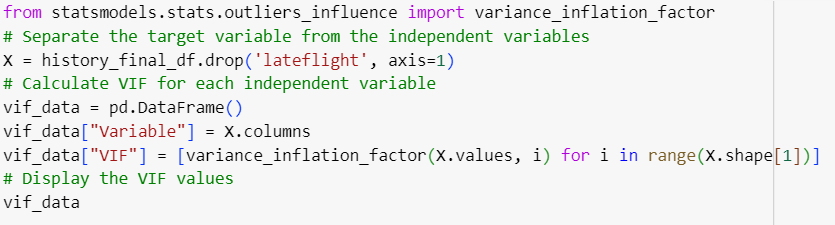 from statsmodels.stats.outliers_influence import variance_inflation_factor
# Separate the target variable from the independent variables
X = history_final_df.drop('lateflight', axis=1)
# Calculate VIF for each independent variable
vif_data = pd.DataFrame()
vif_data["Variable"] = X.columns
vif_data["VIF"] = [variance_inflation_factor(X.values, i) for i in range(X.shape[1])]
# Display the VIF values
vif_data